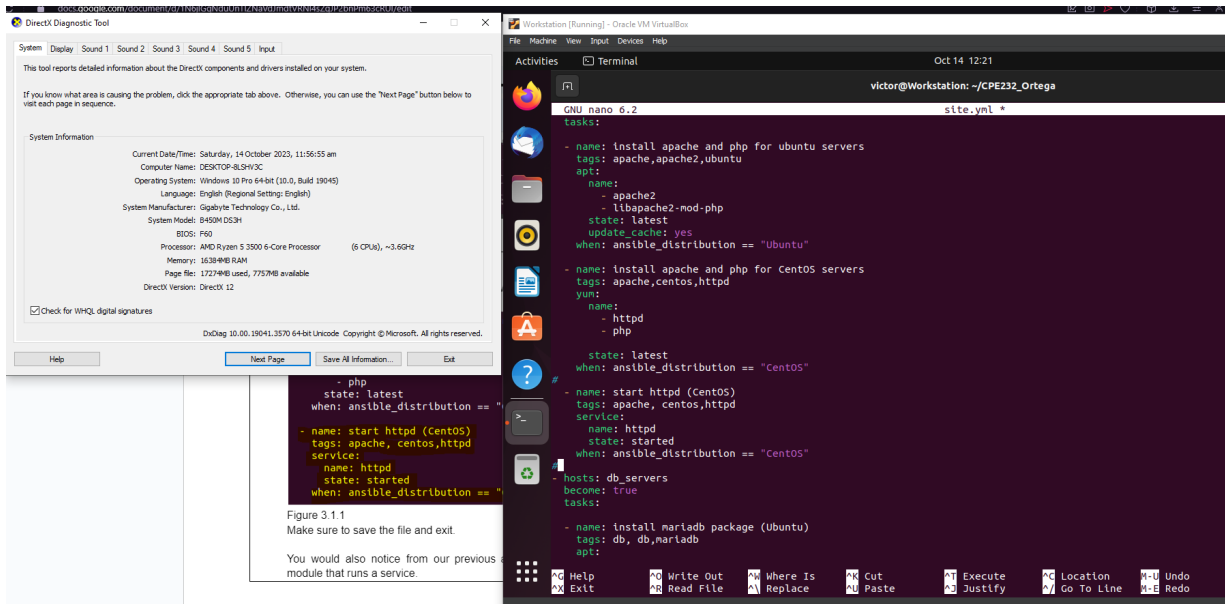 docs.google.com/document/d/1N6jlGqNduUnTtZNaVdJmdtVRNI4sZqJP2bnPm63cRUI/edit
DirectX Diagnostic Tool
System Display Sound 1 Sound 2 Sound 3 Sound 4 Sound 5 Input
This tool reports detailed information about the DirectX components and drivers installed on your system.
If you know what area is causing the problem, click the appropriate tab above. Otherwise, you can use the "Next Page" button below to
visit each page in sequence.
System Information
Current Date/Time: Saturday, 14 October 2023, 11:56:55 am
Computer Name: DESKTOP-8LSHV3C
Operating System: Windows 10 Pro 64-bit (10.0, Build 19045)
Language: English (Regional Setting: English)
System Manufacturer: Gigabyte Technology Co., Ltd.
System Model: B450M DS3H
BIOS: F60
Processor: AMD Ryzen 5 3500 6-Core Processor (6 CPUs), ~3.6GHz
Memory: 16384MB RAM
Page file: 17274MB used, 7757MB available
DirectX Version: DirectX 12
Check for WHQL digital signatures
DxDiag 10.00.19041.3570 64-bit Unicode Copyright © Microsoft. All rights reserved.
Help Next Page Save All Information... Exit
- php
state: latest
when: ansible_distribution == "
- name: start httpd (CentOS)
tags: apache, centos,httpd
service:
name: httpd
state: started
when: ansible_distribution == "
Figure 3.1.1
Make sure to save the file and exit.
You would also notice from our previous
module that runs a service.
Workstation [Running] - Oracle VM VirtualBox
File Machine View Input Devices Help
Activities Terminal Oct 14 12:21
victor@Workstation: ~/CPE232_Ortega
GNU nano 6.2 site.yml *
tasks:
- name: install apache and php for ubuntu servers
tags: apache,apache2,ubuntu
apt:
name:
- apache2
- libapache2-mod-php
state: latest
update_cache: yes
when: ansible_distribution == "Ubuntu"
- name: install apache and php for CentOS servers
tags: apache,centos,httpd
yum:
name:
- httpd
- php
state: latest
when: ansible_distribution == "CentOS"
#
- name: start httpd (CentOS)
tags: apache, centos,httpd
service:
name: httpd
state: started
when: ansible_distribution == "CentOS"
#
- hosts: db_servers
become: true
tasks:
- name: install mariadb package (Ubuntu)
tags: db, db,mariadb
apt:
^G Help ^O Write Out ^W Where Is ^K Cut ^T Execute ^C Location M-U Undo
^X Exit ^R Read File ^\ Replace ^U Paste ^J Justify ^/ Go To Line M-E Redo